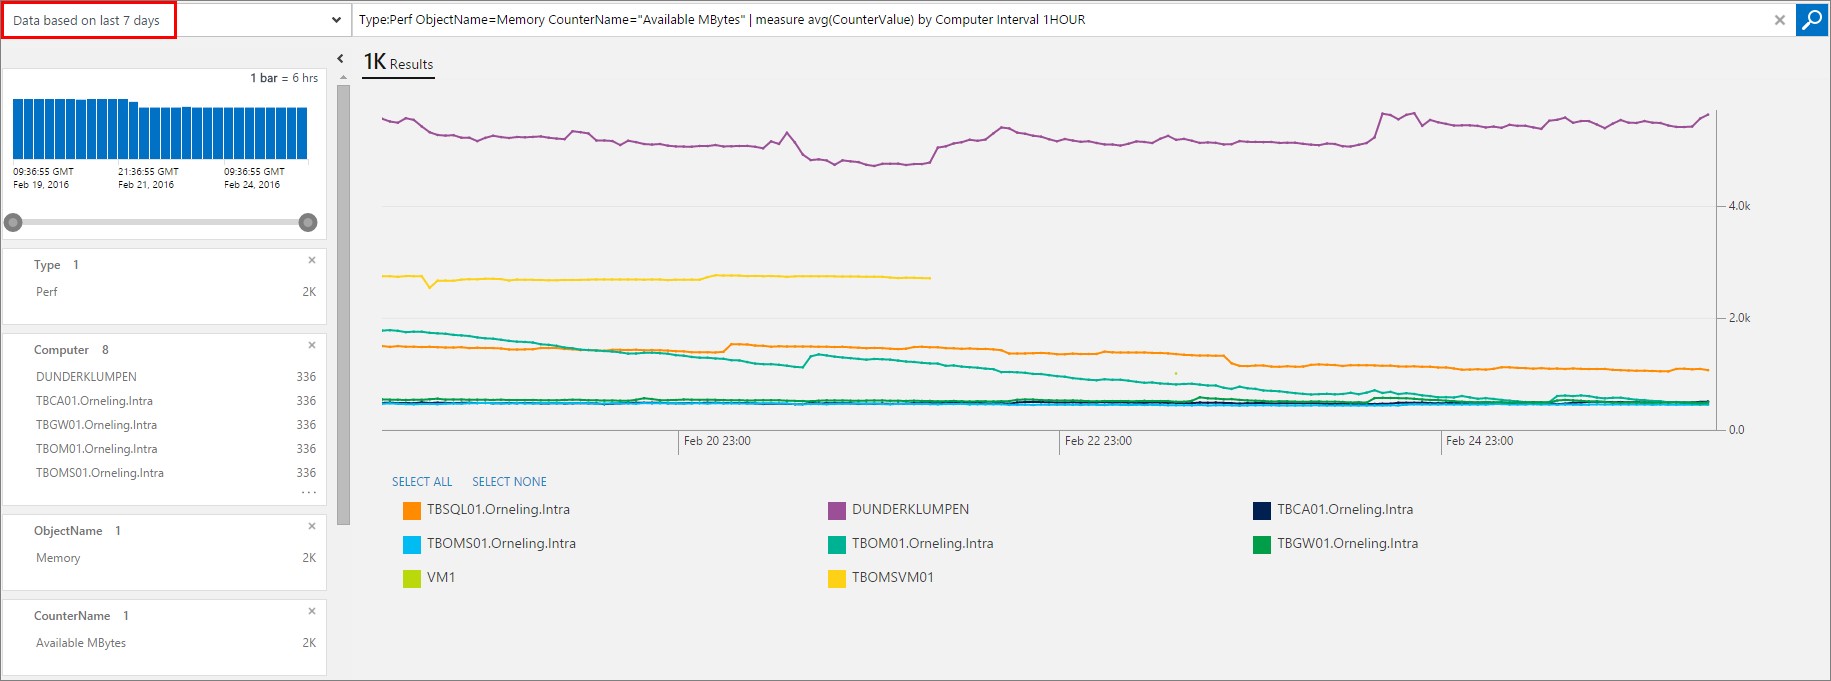 Data based on last 7 days
Type:Perf ObjectName=Memory CounterName="Available MBytes" | measure avg(CounterValue) by Computer Interval 1HOUR
1 bar = 6 hrs
09:36:55 GMT 21:36:55 GMT 09:36:55 GMT
Feb 19, 2016 Feb 21, 2016 Feb 24, 2016
Type 1
Perf 2K
Computer 8
DUNDERKLUMPEN 336
TBCA01.Orneling.Intra 336
TBGW01.Orneling.Intra 336
TBOM01.Orneling.Intra 336
TBOMS01.Orneling.Intra 336
...
ObjectName 1
Memory 2K
CounterName 1
Available MBytes 2K
1K Results
4.0k
2.0k
0.0
Feb 20 23:00 Feb 22 23:00 Feb 24 23:00
SELECT ALL SELECT NONE
TBSQL01.Orneling.Intra DUNDERKLUMPEN TBCA01.Orneling.Intra
TBOMS01.Orneling.Intra TBOM01.Orneling.Intra TBGW01.Orneling.Intra
VM1 TBOMSVM01